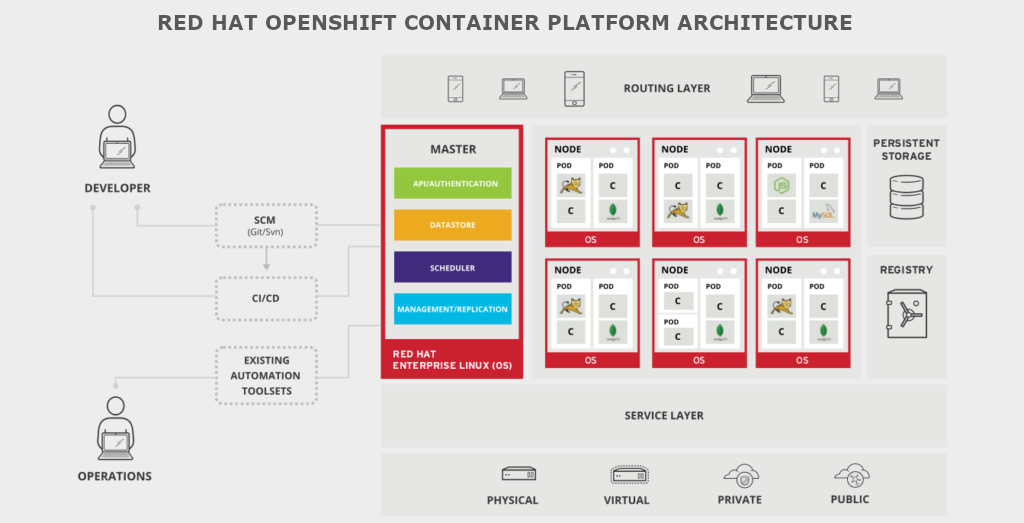 RED HAT OPENSHIFT CONTAINER PLATFORM ARCHITECTURE
ROUTING LAYER
DEVELOPER
SCM
(Git/Svn)
CI/CD
EXISTING
AUTOMATION
TOOLSETS
OPERATIONS
MASTER
API/AUTHENTICATION
DATASTORE
SCHEDULER
MANAGEMENT/REPLICATION
RED HAT
ENTERPRISE LINUX (OS)
NODE
POD
POD
C
C
OS
NODE
POD
POD
C
C
OS
NODE
POD
POD
JS
C
C
MySQL
OS
NODE
POD
POD
C
C
OS
NODE
POD
POD
C
C
POD
C
OS
NODE
POD
POD
C
C
OS
PERSISTENT
STORAGE
REGISTRY
SERVICE LAYER
PHYSICAL
VIRTUAL
PRIVATE
PUBLIC